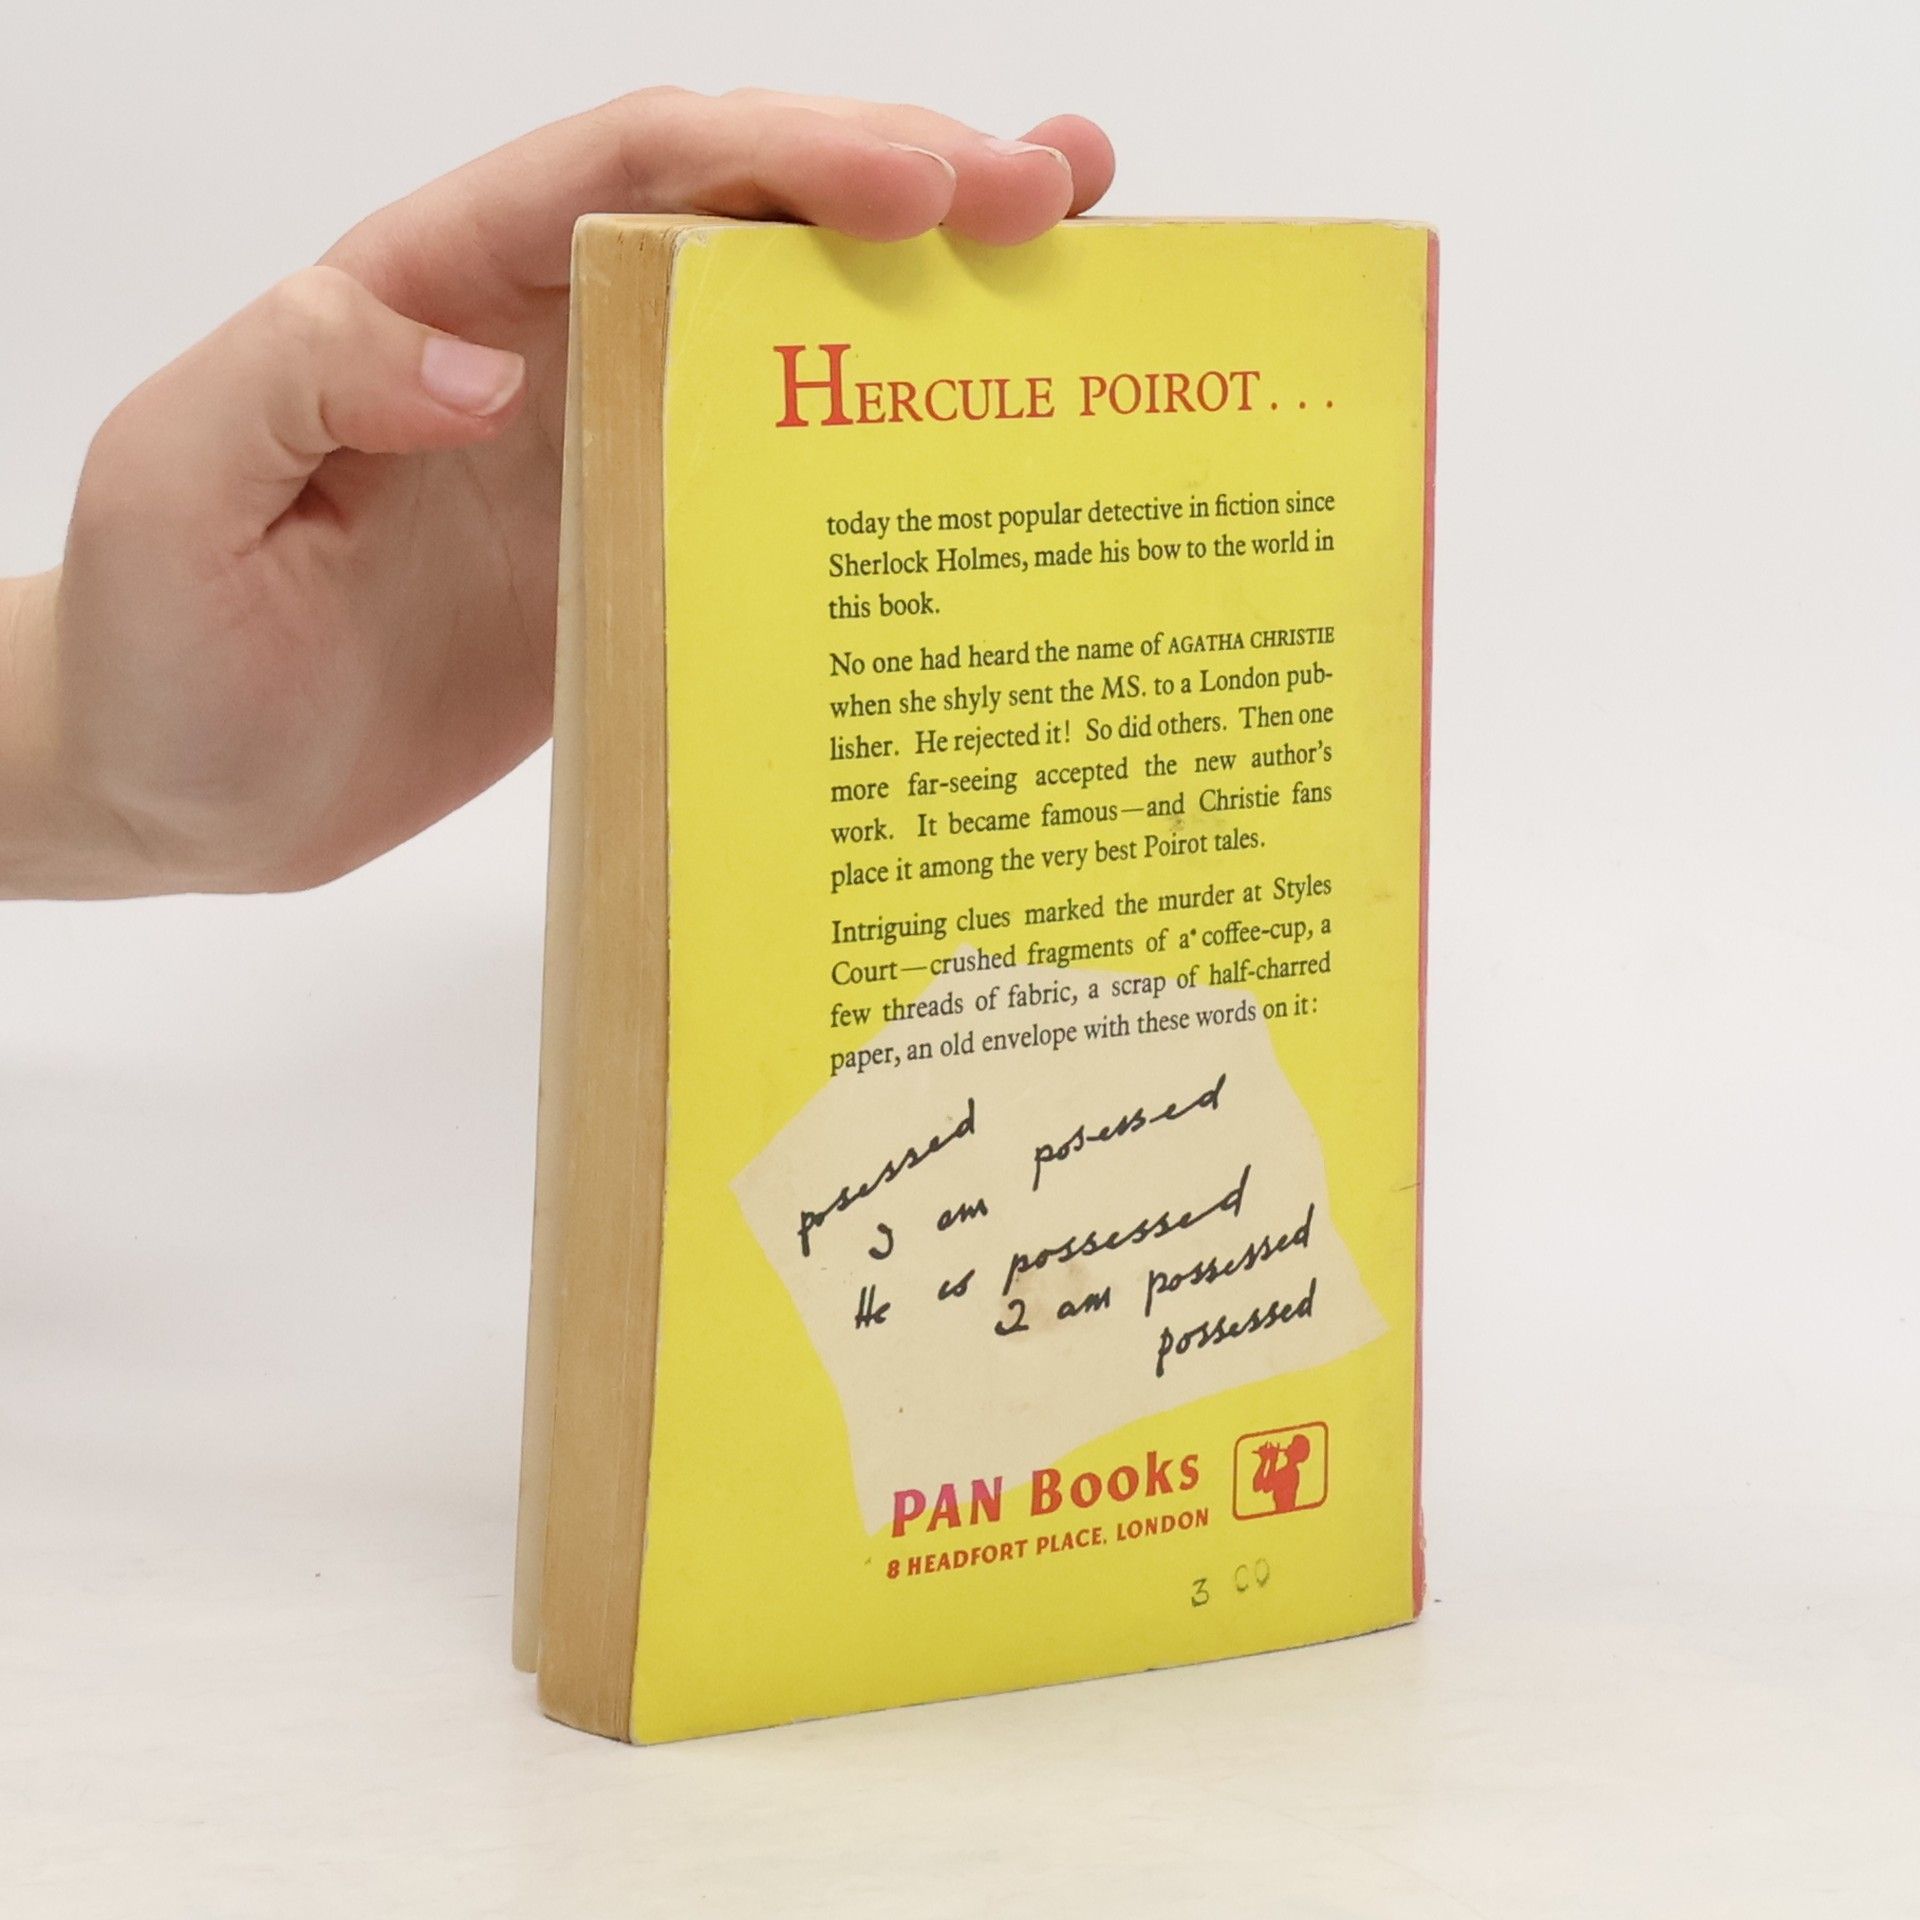 HERCULE POIROT...
today the most popular detective in fiction since
Sherlock Holmes, made his bow to the world in
this book.
No one had heard the name of AGATHA CHRISTIE
when she shyly sent the MS. to a London pub-
lisher. He rejected it! So did others. Then one
more far-seeing accepted the new author's
work. It became famous—and Christie fans
place it among the very best Poirot tales.
Intriguing clues marked the murder at Styles
Court—crushed fragments of a coffee-cup, a
few threads of fabric, a scrap of half-charred
paper, an old envelope with these words on it:
posessed
I am posessed
He is possessed
I am possessed
possessed
PAN BOOKS
8 HEADFORT PLACE, LONDON
3 00